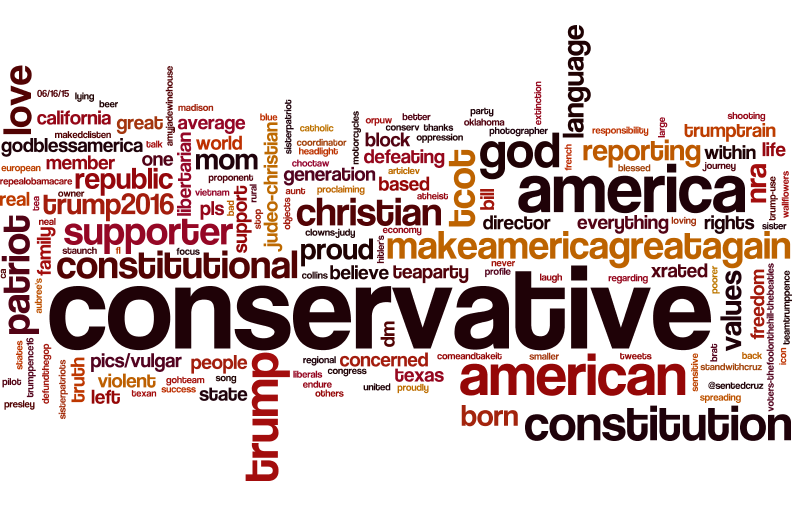 love
06/16/15
lying
beer
california
great
makedclisten
talk
godblessamerica
amyjadewinehouse
madison
average
world
blue
sisterpatriot
catholic
coordinator
headlight
motorcycles
orpuw
better
conserv
thanks
block
oppression
party
oklahoma
photographer
extinction
language
responsibility
large
shooting
trumptrain
european
member
one
mom
libertarian
judeo-christian
choctaw
generation
defeating
articlev
atheist
tcot
god
french
reporting
blessed
within
journey
life
repealobamacare
owner
republic
vietnam
proponent
rural
aunt
proclaiming
based
bill
america
nra
trump-use
wallflowers
real
tea
neal
trump2016
pls
bad
support
stop
objects
christian
director
everything
loving
rights
sister
patriot
family
supporter
clowns-judy
economy
proud
hitler's
makeamericagreatagain
ca
staunch
fl
focus
constitutional
collins
believe
teaparty
never
profile
laugh
regarding
xrated
poorer
values
freedom
aubree's
conservative
dm
voters-thefoolonthehill-thebeatles
icon
teamtrumppence
states
trumppence16
defundthegop
pics/vulgar
people
trump
regional
congress
concerned
comeandtakeit
smaller
tweets
brat
back
standwithcruz
pilot
sisterpatriots
truth
violent
gohteam
song
liberals
endure
others
texas
american
sensitive
@sentedcruz
presley
left
texan
success
state
united
proudly
spreading
born
constitution